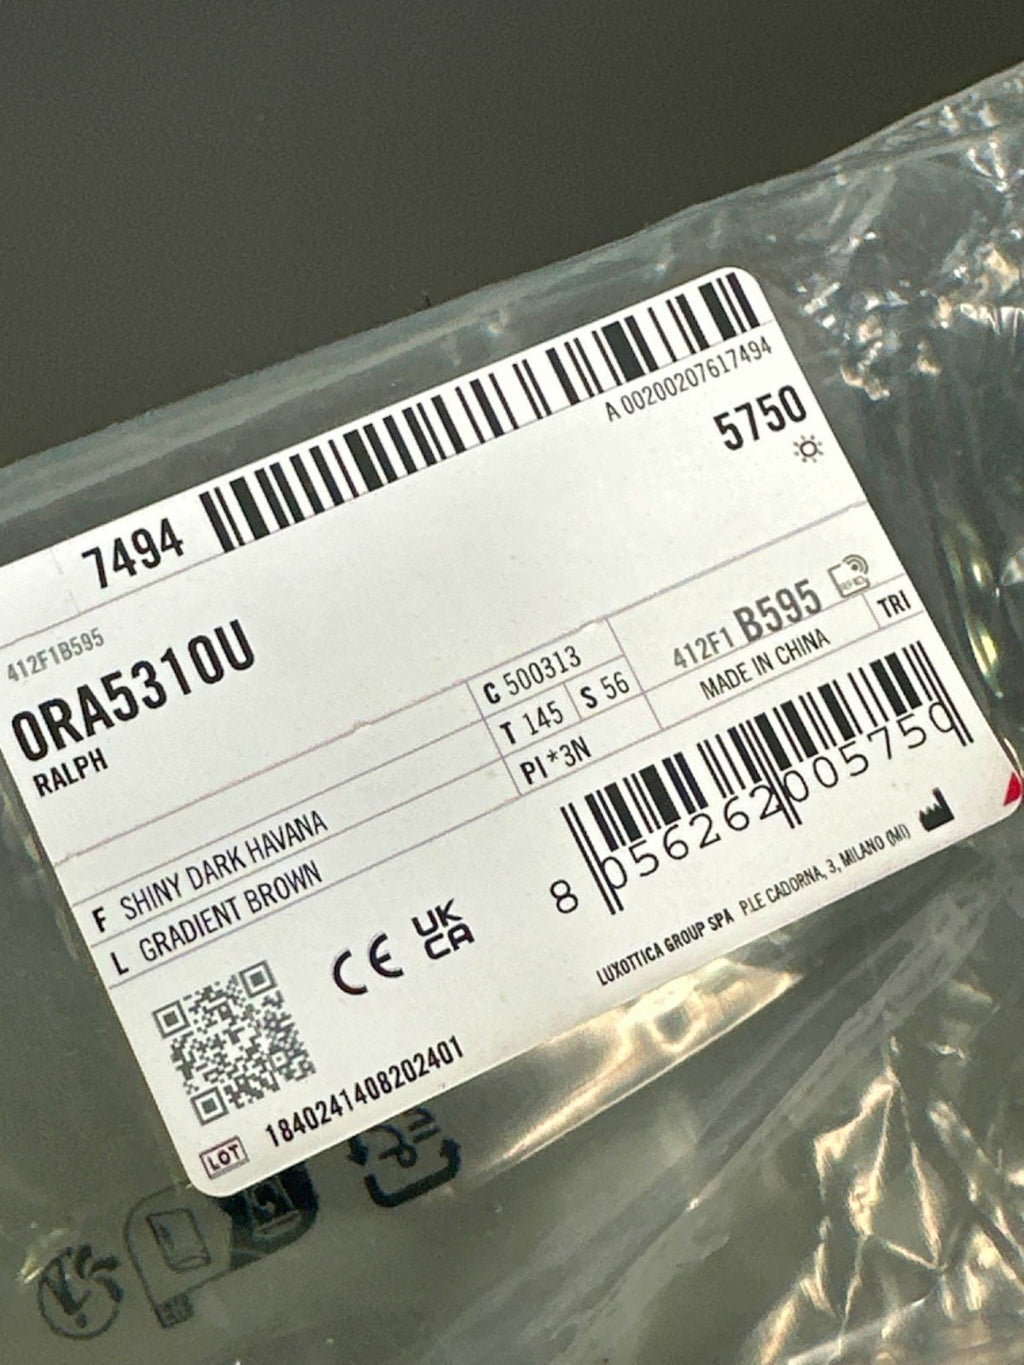 7494
A 00200207617494
5750
412F1B595
0RA5310U
RALPH
C 500313
T 145 S 56
PI*3N
412F1 B595
MADE IN CHINA
TRI
F SHINY DARK HAVANA
L GRADIENT BROWN
8 056262 005750
CE UK CA
LUXOTTICA GROUP SPA P.LE CADORNA, 3, MILANO (MI)
LOT 1840241408202401